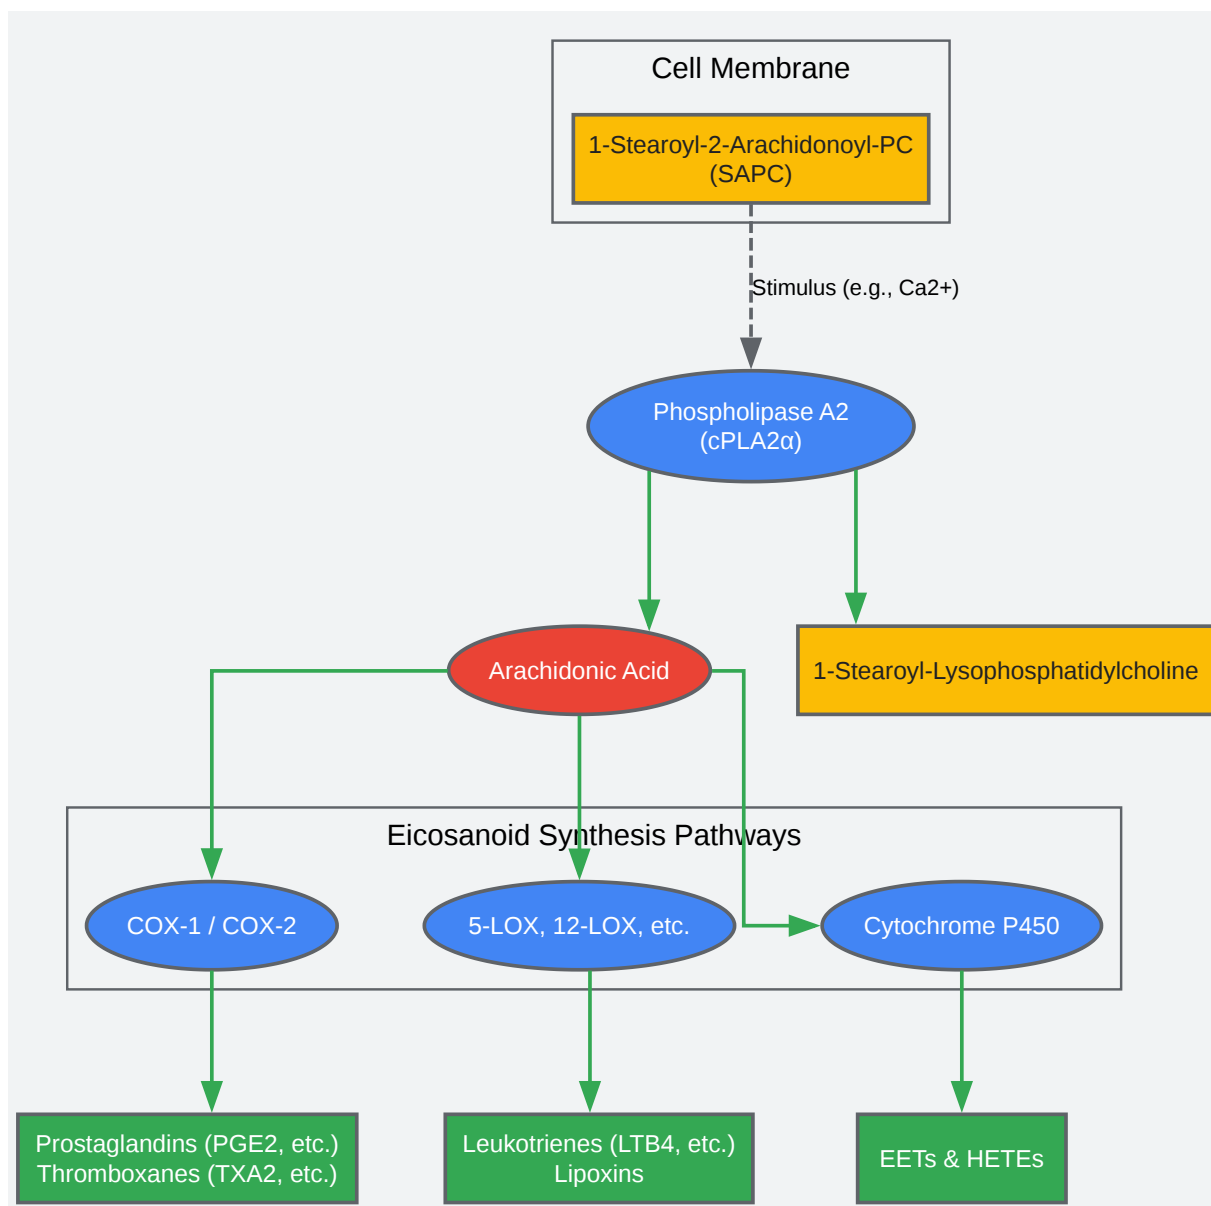 Cell Membrane
1-Stearoyl-2-Arachidonoyl-PC
(SAPC)
Stimulus (e.g., Ca2+)
Phospholipase A2
(cPLA2α)
Arachidonic Acid
1-Stearoyl-Lysophosphatidylcholine
Eicosanoid Synthesis Pathways
COX-1 / COX-2
5-LOX, 12-LOX, etc.
Cytochrome P450
Prostaglandins (PGE2, etc.)
Thromboxanes (TXA2, etc.)
Leukotrienes (LTB4, etc.)
Lipoxins
EETs & HETEs